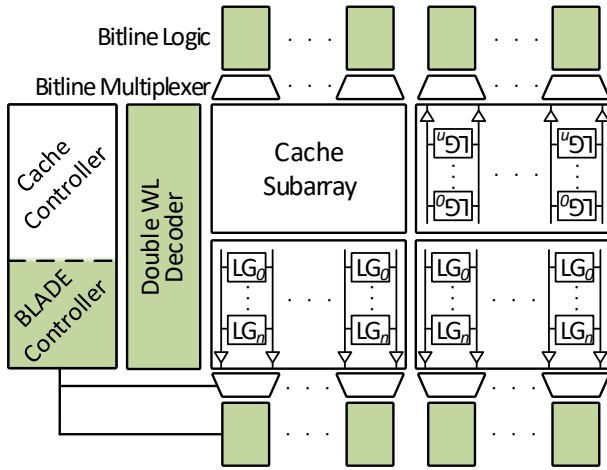 Bitline Logic
Bitline Multiplexer
Cache
Controller
BLADE
Controller
Double WL
Decoder
Cache
Subarray
LGn LGn
LG0 LG0
LG0 LG0 LG0 LG0
LGn LGn LGn LGn